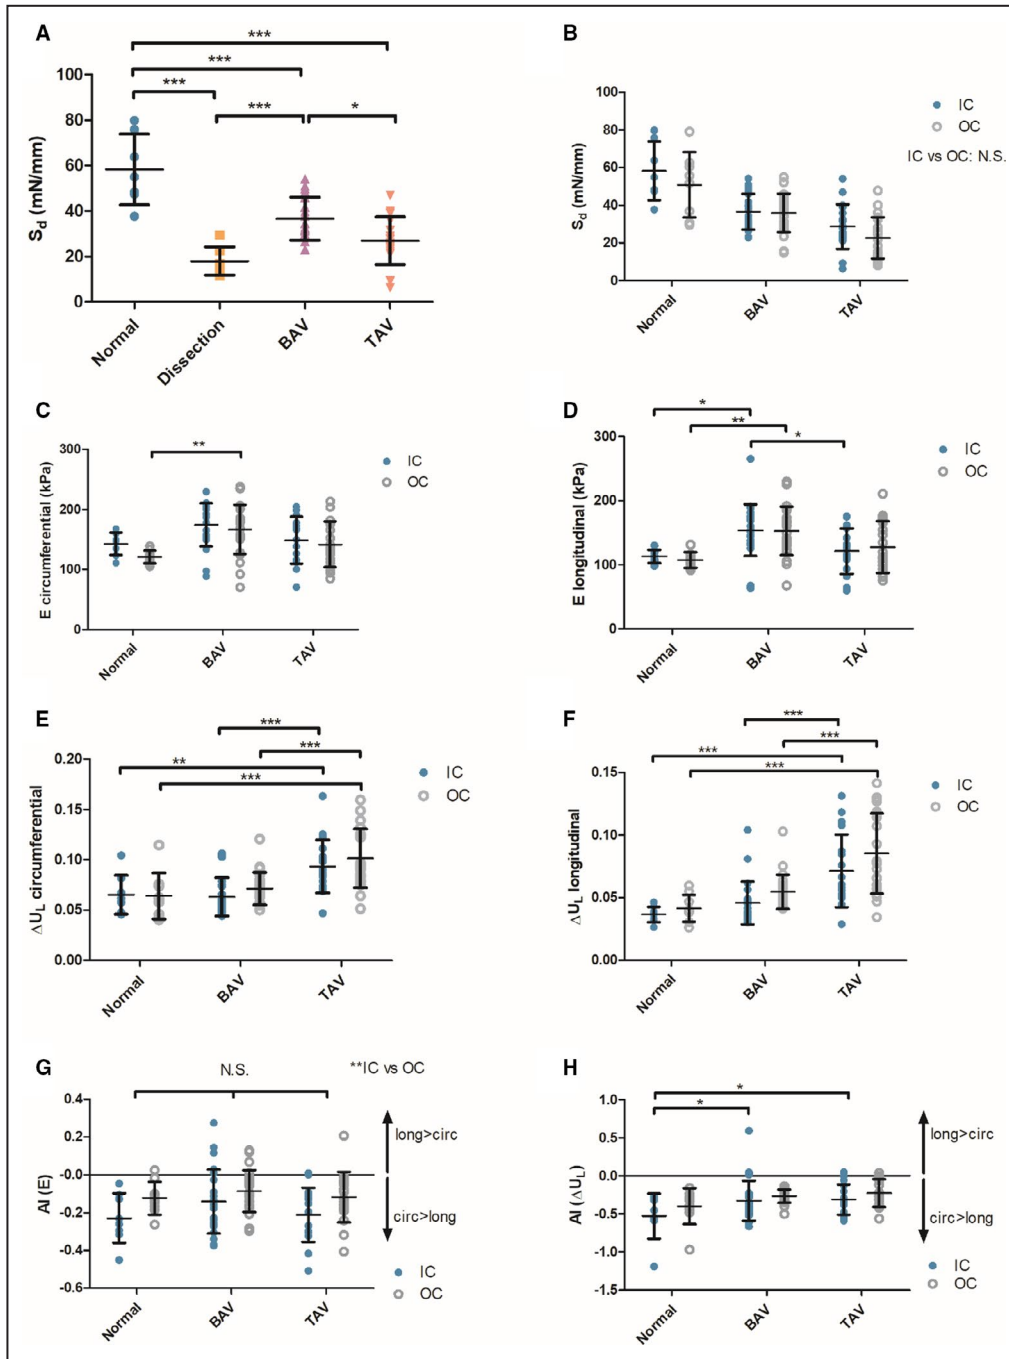 A
***
***
***
***
*
S_d (mN/mm)
100
80
60
40
20
0
Normal
Dissection
BAV
TAV
B
S_d (mN/mm)
100
80
60
40
20
0
Normal
BAV
TAV
IC
OC
IC vs OC: N.S.
C
**
E circumferential (kPa)
300
200
100
0
Normal
BAV
TAV
IC
OC
D
*
**
*
E longitudinal (kPa)
300
200
100
0
Normal
BAV
TAV
IC
OC
E
***
***
**
***
ΔU_L circumferential
0.20
0.15
0.10
0.05
0.00
Normal
BAV
TAV
IC
OC
F
***
***
***
***
ΔU_L longitudinal
0.15
0.10
0.05
0.00
Normal
BAV
TAV
IC
OC
G
N.S.
**IC vs OC
AI (E)
0.4
0.2
-0.0
-0.2
-0.4
-0.6
long>circ
circ>long
Normal
BAV
TAV
IC
OC
H
*
*
AI (ΔU_L)
1.0
0.5
0.0
-0.5
-1.0
-1.5
long>circ
circ>long
Normal
BAV
TAV
IC
OC